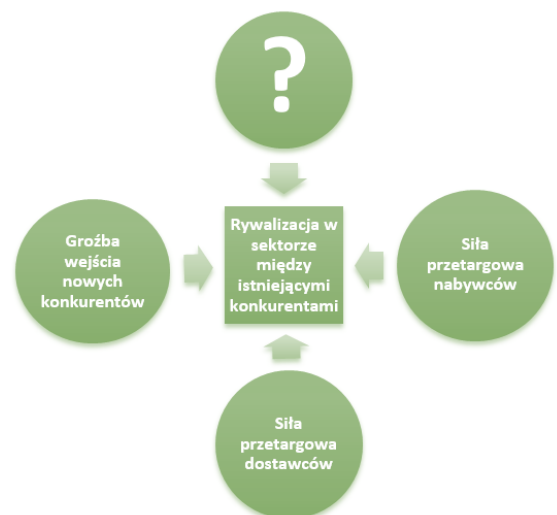 ?
Groźba
wejścia
nowych
konkurentów
Rywalizacja w
sektorze
między
istniejącymi
konkurentami
Siła
przetargowa
nabywców
Siła
przetargowa
dostawców